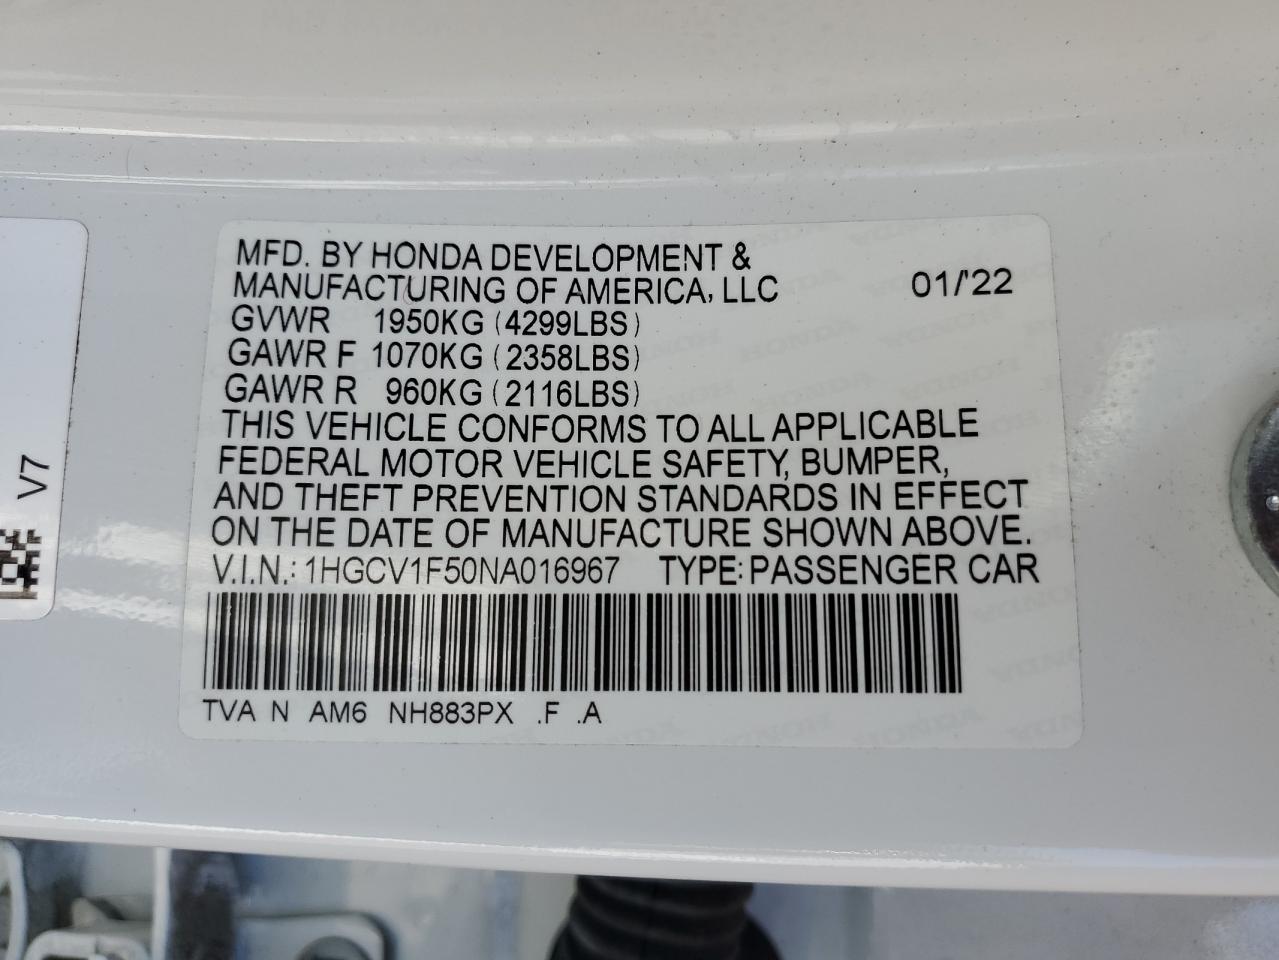 MFD. BY HONDA DEVELOPMENT &
MANUFACTURING OF AMERICA, LLC 01/'22
GVWR 1950KG (4299LBS)
GAWR F 1070KG (2358LBS)
GAWR R 960KG (2116LBS)
THIS VEHICLE CONFORMS TO ALL APPLICABLE
FEDERAL MOTOR VEHICLE SAFETY, BUMPER,
AND THEFT PREVENTION STANDARDS IN EFFECT
ON THE DATE OF MANUFACTURE SHOWN ABOVE.
V.I.N.: 1HGCV1F50NA016967 TYPE: PASSENGER CAR
TVA N AM6 NH883PX .F .A
V7